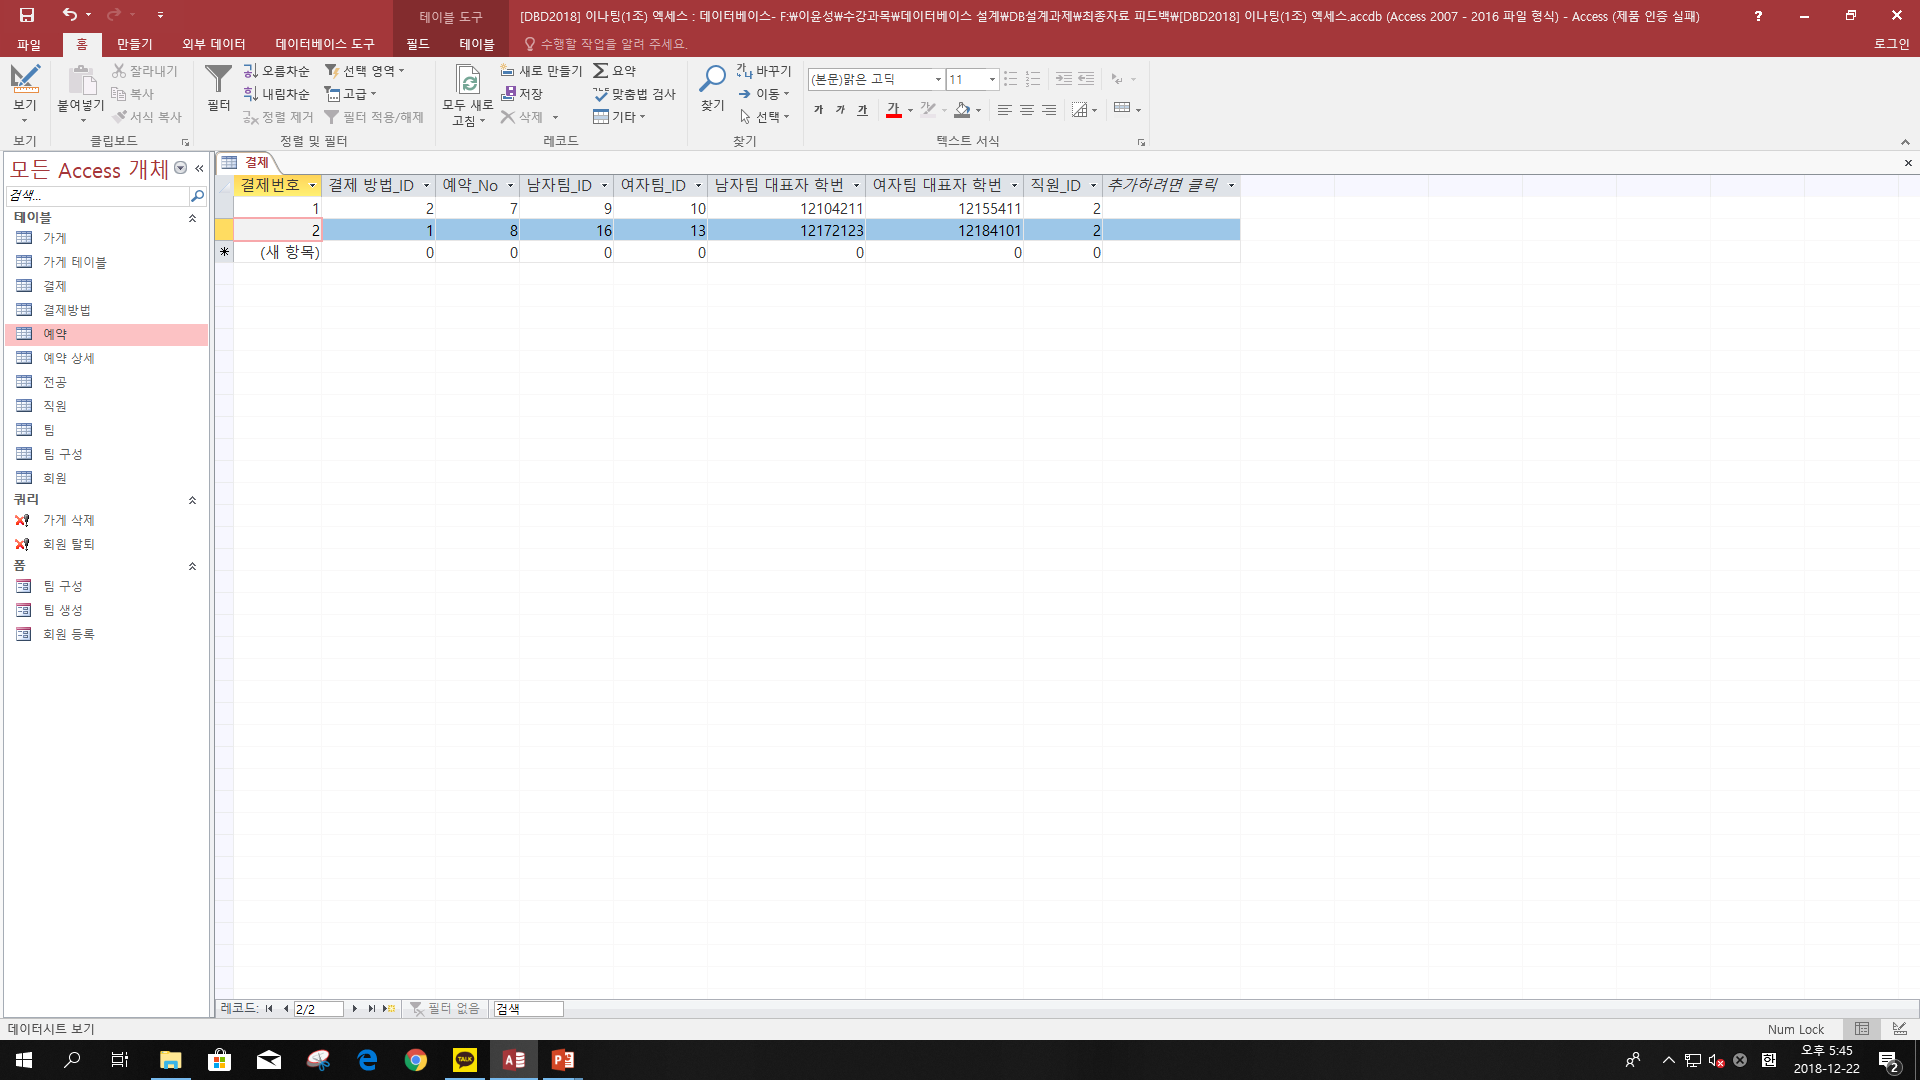 테이블 도구
[DBD2018] 이나팅(1조) 액세스 : 데이터베이스- F:₩이윤성₩수강과목₩데이터베이스 설계₩DB설계과제₩최종자료 피드백₩[DBD2018] 이나팅(1조) 액세스.accdb (Access 2007 - 2016 파일 형식) - Access (제품 인증 실패)
?
파일 홈 만들기 외부 데이터 데이터베이스 도구 필드 테이블 수행할 작업을 알려 주세요. 로그인
보기
보기
붙여넣기
잘라내기
복사
서식 복사
클립보드
필터
오름차순
내림차순
정렬 제거
선택 영역
고급
필터 적용/해제
정렬 및 필터
모두 새로
고침
새로 만들기
저장
삭제
요약
맞춤법 검사
기타
레코드
찾기
바꾸기
이동
선택
찾기
(본문)맑은 고딕 11
가 가 가 가
텍스트 서식
모든 Access 개체
검색...
테이블
가게
가게 테이블
결제
결제방법
예약
예약 상세
전공
직원
팀
팀 구성
회원
쿼리
가게 삭제
회원 탈퇴
폼
팀 구성
팀 생성
회원 등록
결제
결제번호 결제 방법_ID 예약_No 남자팀_ID 여자팀_ID 남자팀 대표자 학번 여자팀 대표자 학번 직원_ID 추가하려면 클릭
1 2 7 9 10 12104211 12155411 2
2 1 8 16 13 12172123 12184101 2
(새 항목) 0 0 0 0 0 0 0
레코드: 2/2 필터 없음 검색
데이터시트 보기
Num Lock
TALK
한
오후 5:45
2018-12-22
2